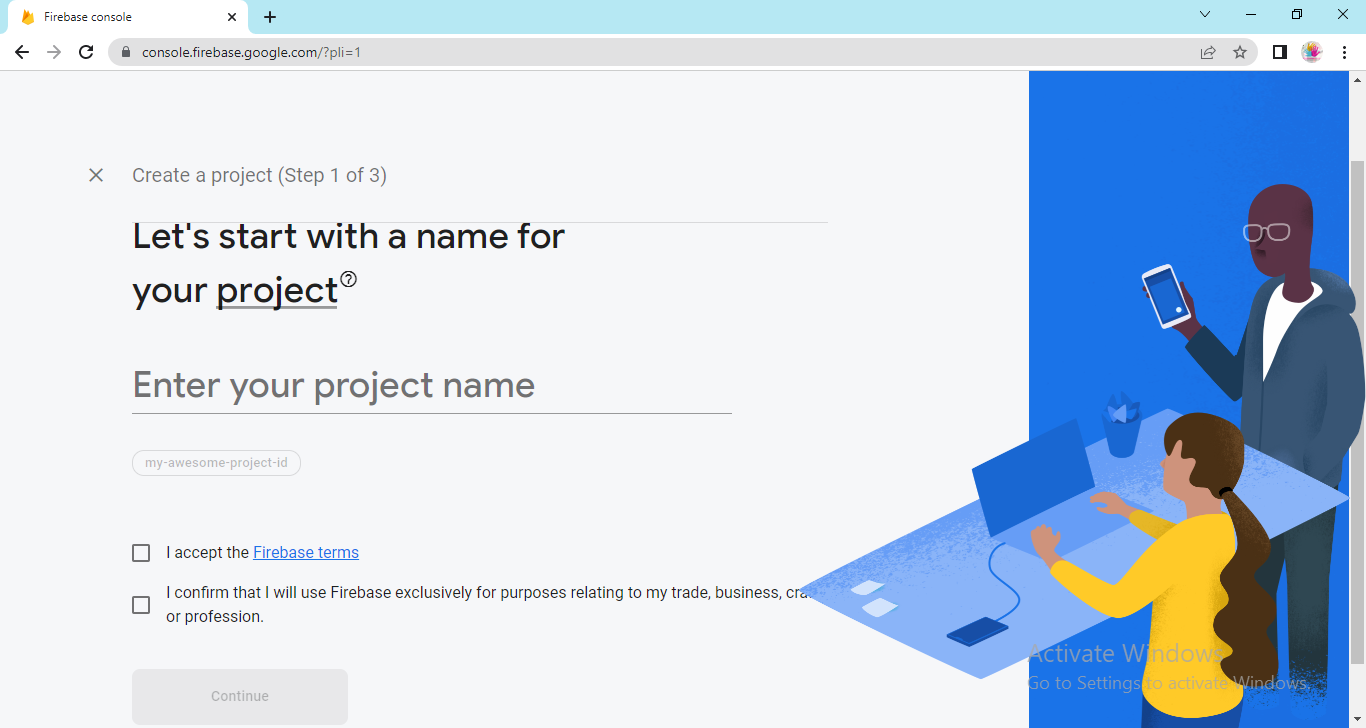 Firebase console
console.firebase.google.com/?pli=1
Create a project (Step 1 of 3)
Let's start with a name for
your project
Enter your project name
my-awesome-project-id
I accept the Firebase terms
I confirm that I will use Firebase exclusively for purposes relating to my trade, business,
or profession.
Continue
Activate Windows
Go to Settings to activate Windows.